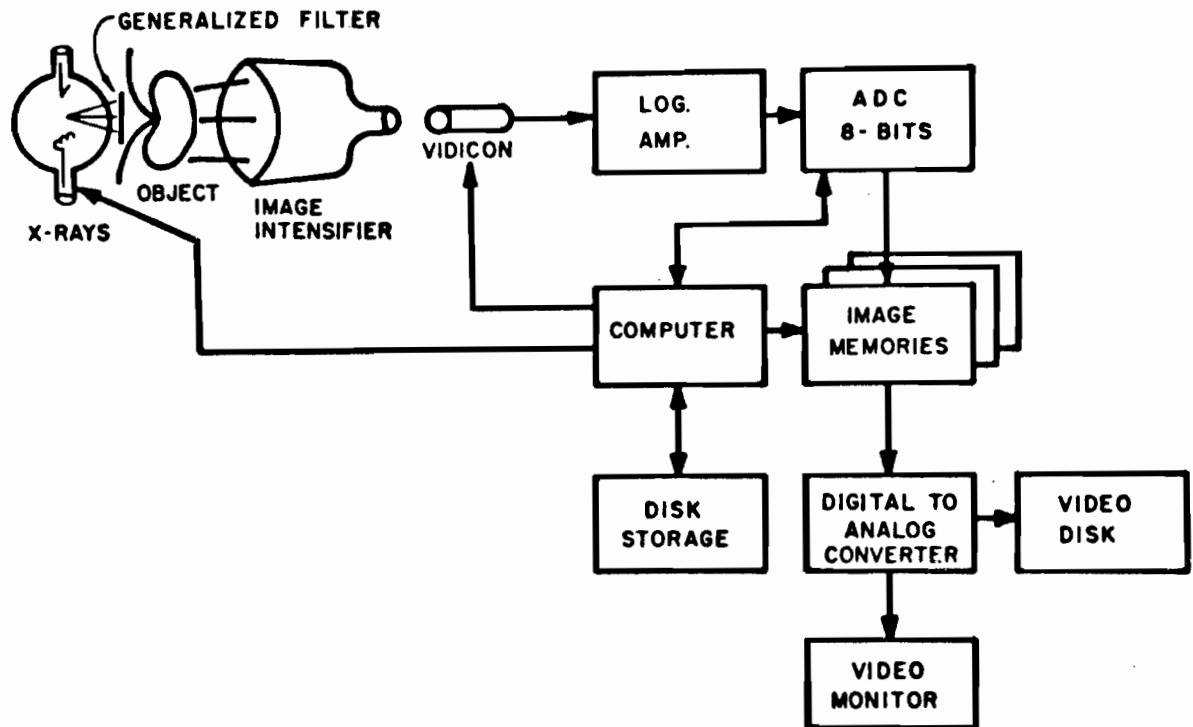 GENERALIZED FILTER
X-RAYS
OBJECT
IMAGE
INTENSIFIER
VIDICON
LOG.
AMP.
ADC
8-BITS
COMPUTER
IMAGE
MEMORIES
DISK
STORAGE
DIGITAL TO
ANALOG
CONVERTER
VIDEO
DISK
VIDEO
MONITOR